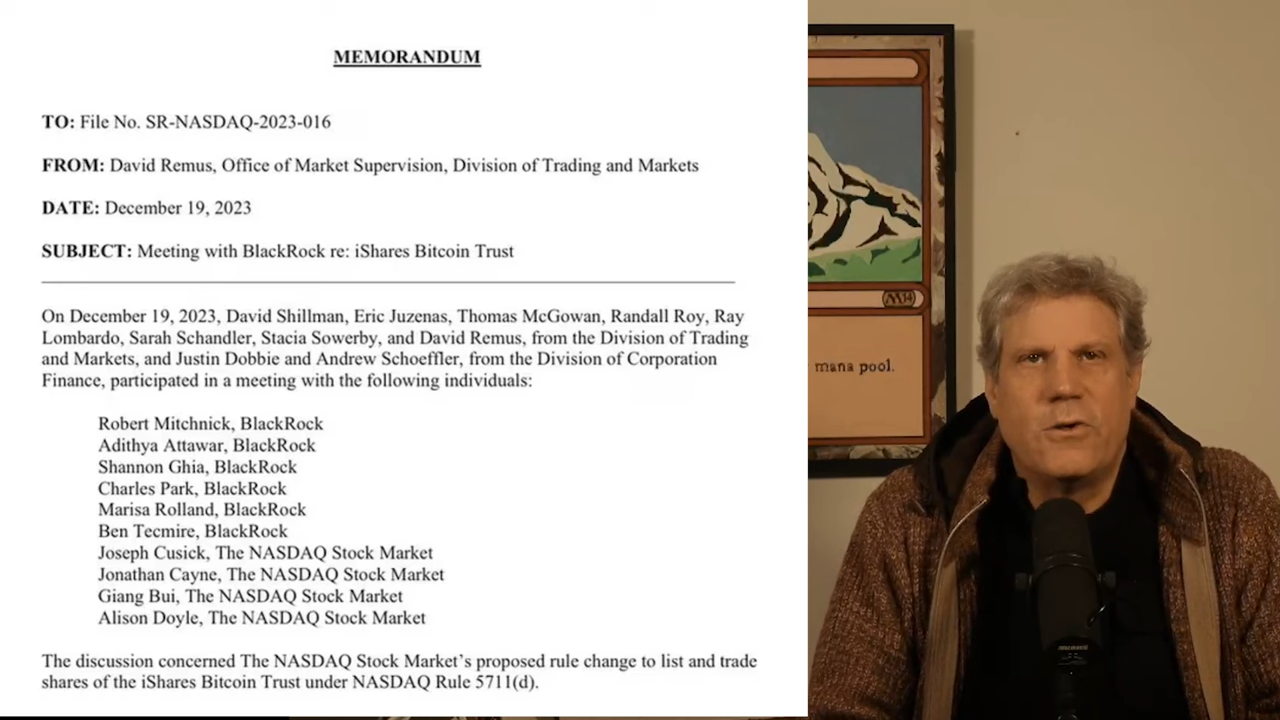 MEMORANDUM
TO: File No. SR-NASDAQ-2023-016
FROM: David Remus, Office of Market Supervision, Division of Trading and Markets
DATE: December 19, 2023
SUBJECT: Meeting with BlackRock re: iShares Bitcoin Trust
On December 19, 2023, David Shillman, Eric Juzenas, Thomas McGowan, Randall Roy, Ray
Lombardo, Sarah Schandler, Stacia Sowerby, and David Remus, from the Division of Trading
and Markets, and Justin Dobbie and Andrew Schoeffler, from the Division of Corporation
Finance, participated in a meeting with the following individuals:
Robert Mitchnick, BlackRock
Adithya Attawar, BlackRock
Shannon Ghia, BlackRock
Charles Park, BlackRock
Marisa Rolland, BlackRock
Ben Tecmire, BlackRock
Joseph Cusick, The NASDAQ Stock Market
Jonathan Cayne, The NASDAQ Stock Market
Giang Bui, The NASDAQ Stock Market
Alison Doyle, The NASDAQ Stock Market
The discussion concerned The NASDAQ Stock Market's proposed rule change to list and trade
shares of the iShares Bitcoin Trust under NASDAQ Rule 5711(d).
mana pool.